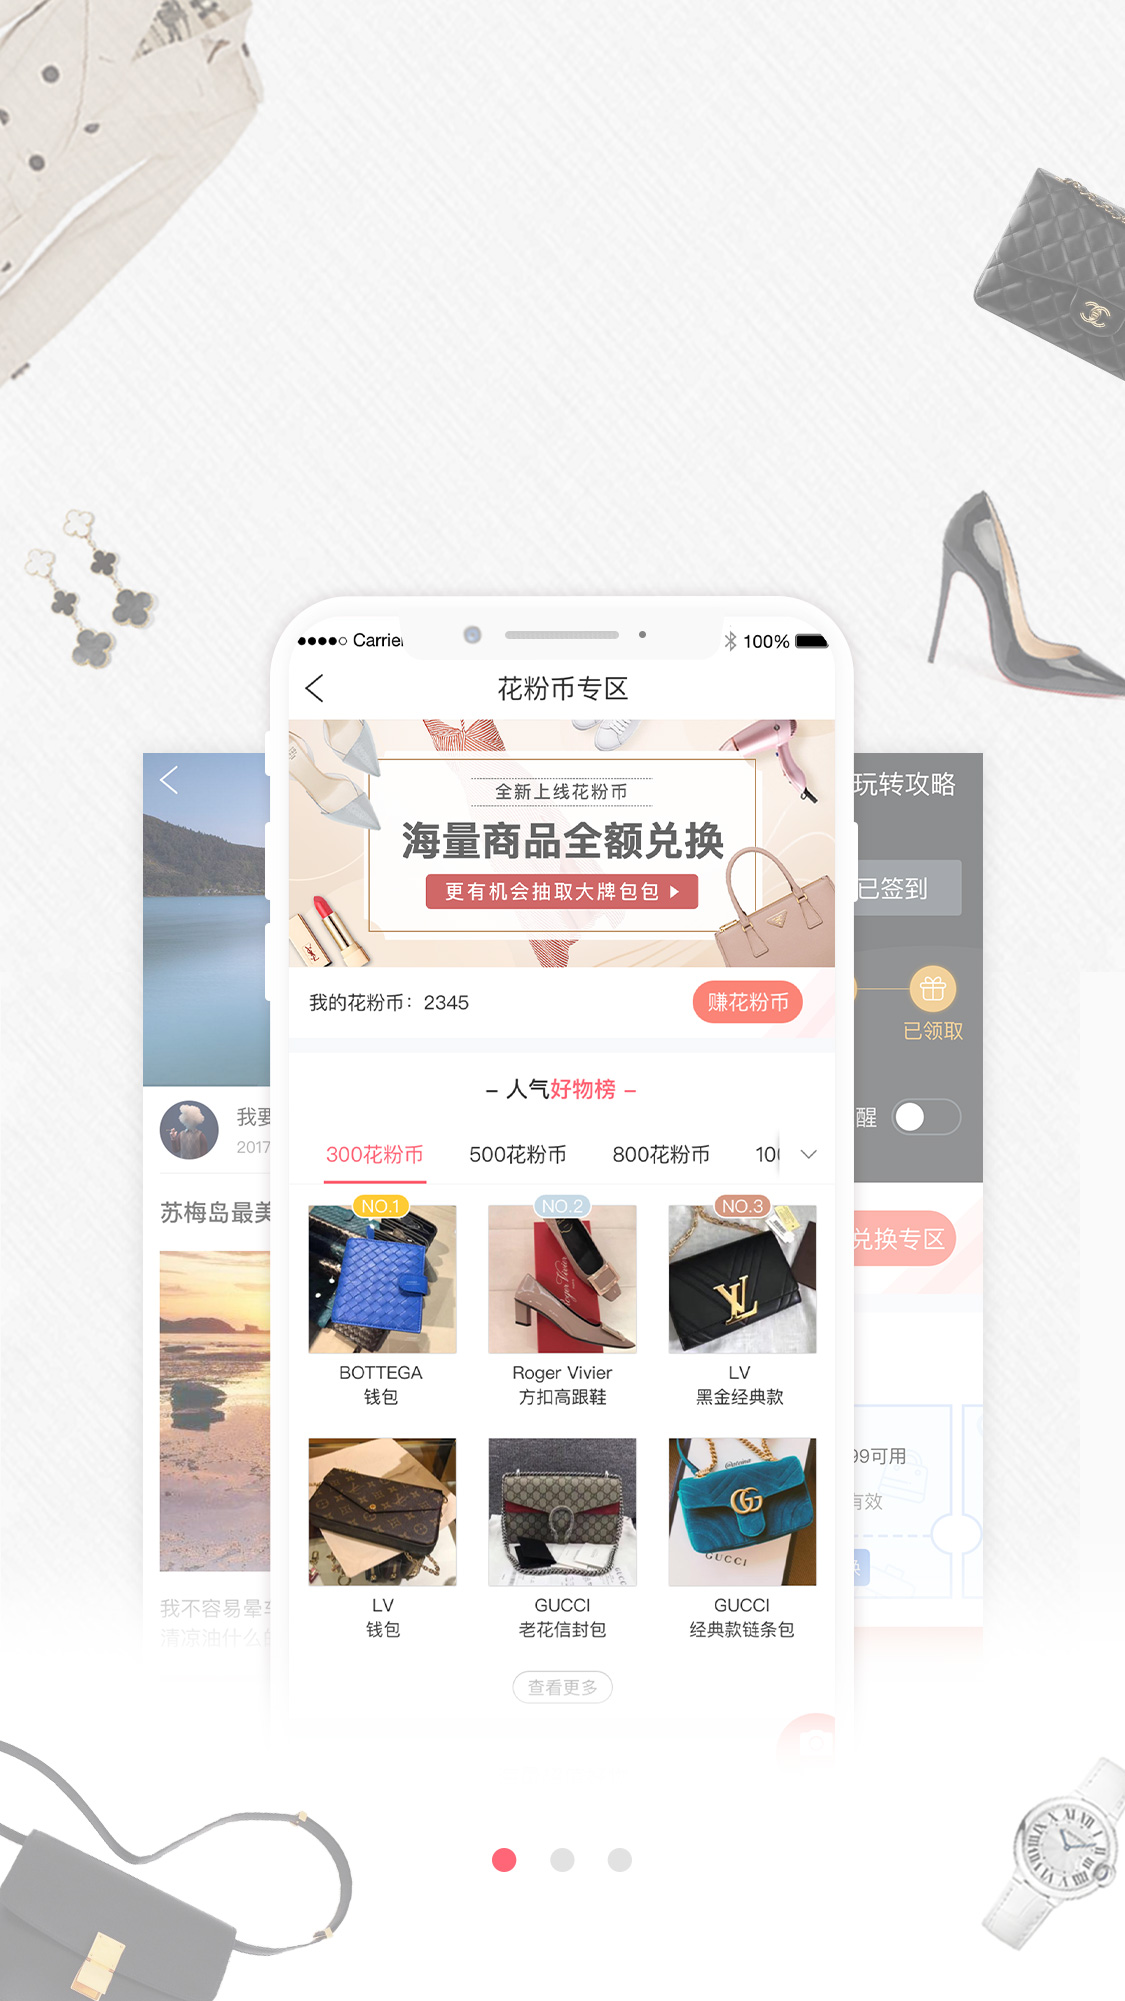 Carrier
100%
花粉币专区
全新上线花粉币
海量商品全额兑换
更有机会抽取大牌包包
我的花粉币：2345
赚花粉币
– 人气好物榜 –
300花粉币
500花粉币
800花粉币
10
NO.1
NO.2
NO.3
BOTTEGA
钱包
Roger Vivier
方扣高跟鞋
LV
黑金经典款
LV
钱包
GUCCI
老花信封包
GUCCI
经典款链条包
查看更多
我要
2017
苏梅岛最美
我不容易晕
清凉油什么
玩转攻略
已签到
已领取
醒
兑换专区
99可用
有效
换
GUCCI